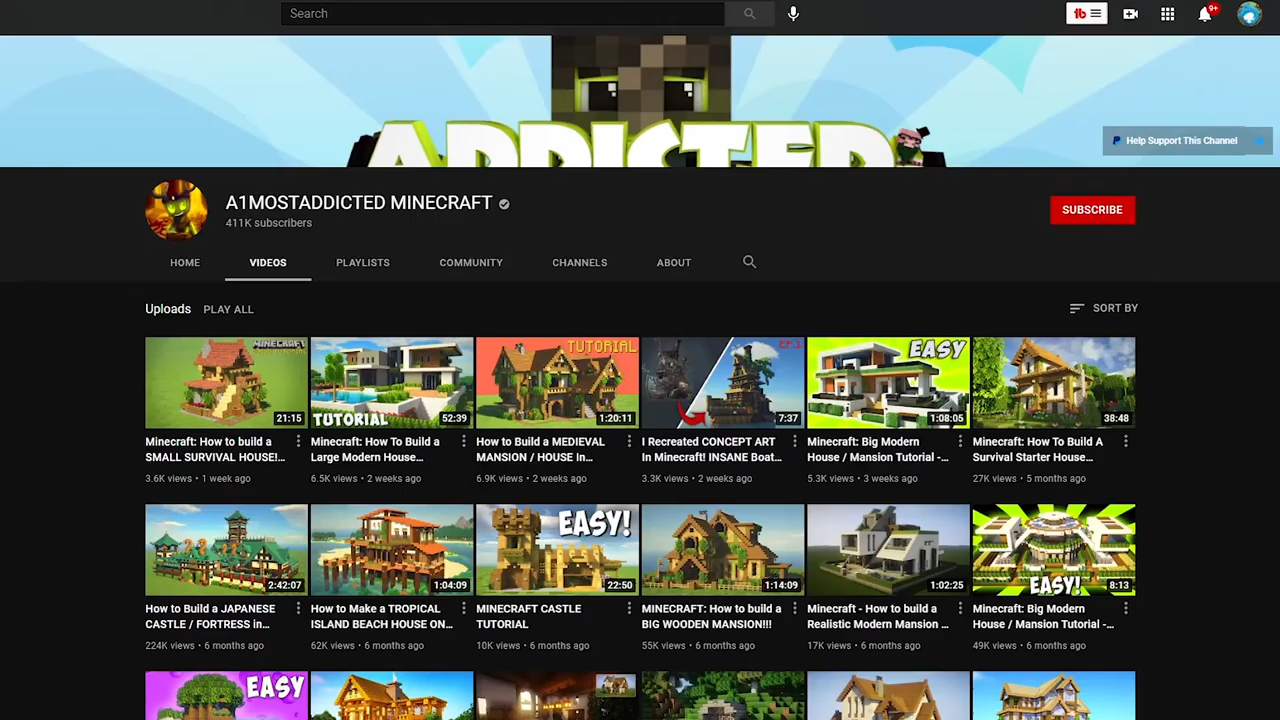 Search
9+
ADDICTED
Help Support This Channel
A1MOSTADDICTED MINECRAFT
411K subscribers
SUBSCRIBE
HOME VIDEOS PLAYLISTS COMMUNITY CHANNELS ABOUT
Uploads PLAY ALL
SORT BY
MINECRAFT
21:15
TUTORIAL
52:39
TUTORIAL
1:20:11
EP.1
7:37
EASY
1:08:05
38:48
Minecraft: How to build a
SMALL SURVIVAL HOUSE!...
3.6K views • 1 week ago
Minecraft: How To Build a
Large Modern House...
6.5K views • 2 weeks ago
How to Build a MEDIEVAL
MANSION / HOUSE In...
6.9K views • 2 weeks ago
I Recreated CONCEPT ART
In Minecraft! INSANE Boat...
3.3K views • 2 weeks ago
Minecraft: Big Modern
House / Mansion Tutorial -...
5.3K views • 3 weeks ago
Minecraft: How To Build A
Survival Starter House...
27K views • 5 months ago
2:42:07
1:04:09
EASY!
22:50
1:14:09
1:02:25
EASY!
8:13
How to Build a JAPANESE
CASTLE / FORTRESS in...
224K views • 6 months ago
How to Make a TROPICAL
ISLAND BEACH HOUSE ON...
62K views • 6 months ago
MINECRAFT CASTLE
TUTORIAL
10K views • 6 months ago
MINECRAFT: How to build a
BIG WOODEN MANSION!!!
55K views • 6 months ago
Minecraft - How to build a
Realistic Modern Mansion ...
17K views • 6 months ago
Minecraft: Big Modern
House / Mansion Tutorial -...
49K views • 6 months ago
EASY